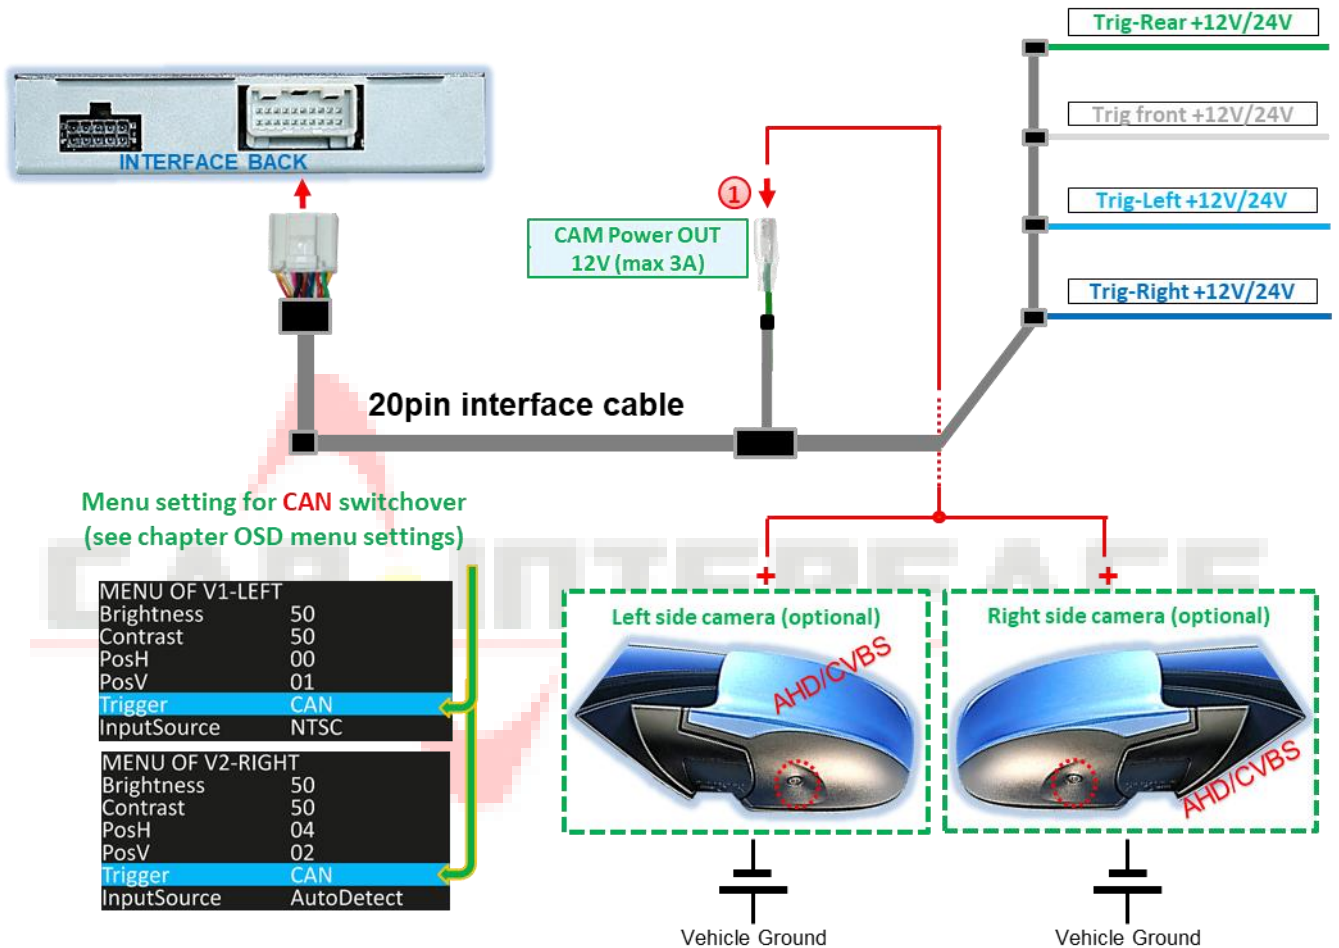 Trig-Rear +12V/24V
Trig front +12V/24V
Trig-Left +12V/24V
Trig-Right +12V/24V
INTERFACE BACK
1
CAM Power OUT
12V (max 3A)
20pin interface cable
Menu setting for CAN switchover
(see chapter OSD menu settings)
MENU OF V1-LEFT
Brightness 50
Contrast 50
PosH 00
PosV 01
Trigger CAN
InputSource NTSC
MENU OF V2-RIGHT
Brightness 50
Contrast 50
PosH 04
PosV 02
Trigger CAN
InputSource AutoDetect
+
+
Left side camera (optional)
AHD/CVBS
Right side camera (optional)
AHD/CVBS
Vehicle Ground
Vehicle Ground